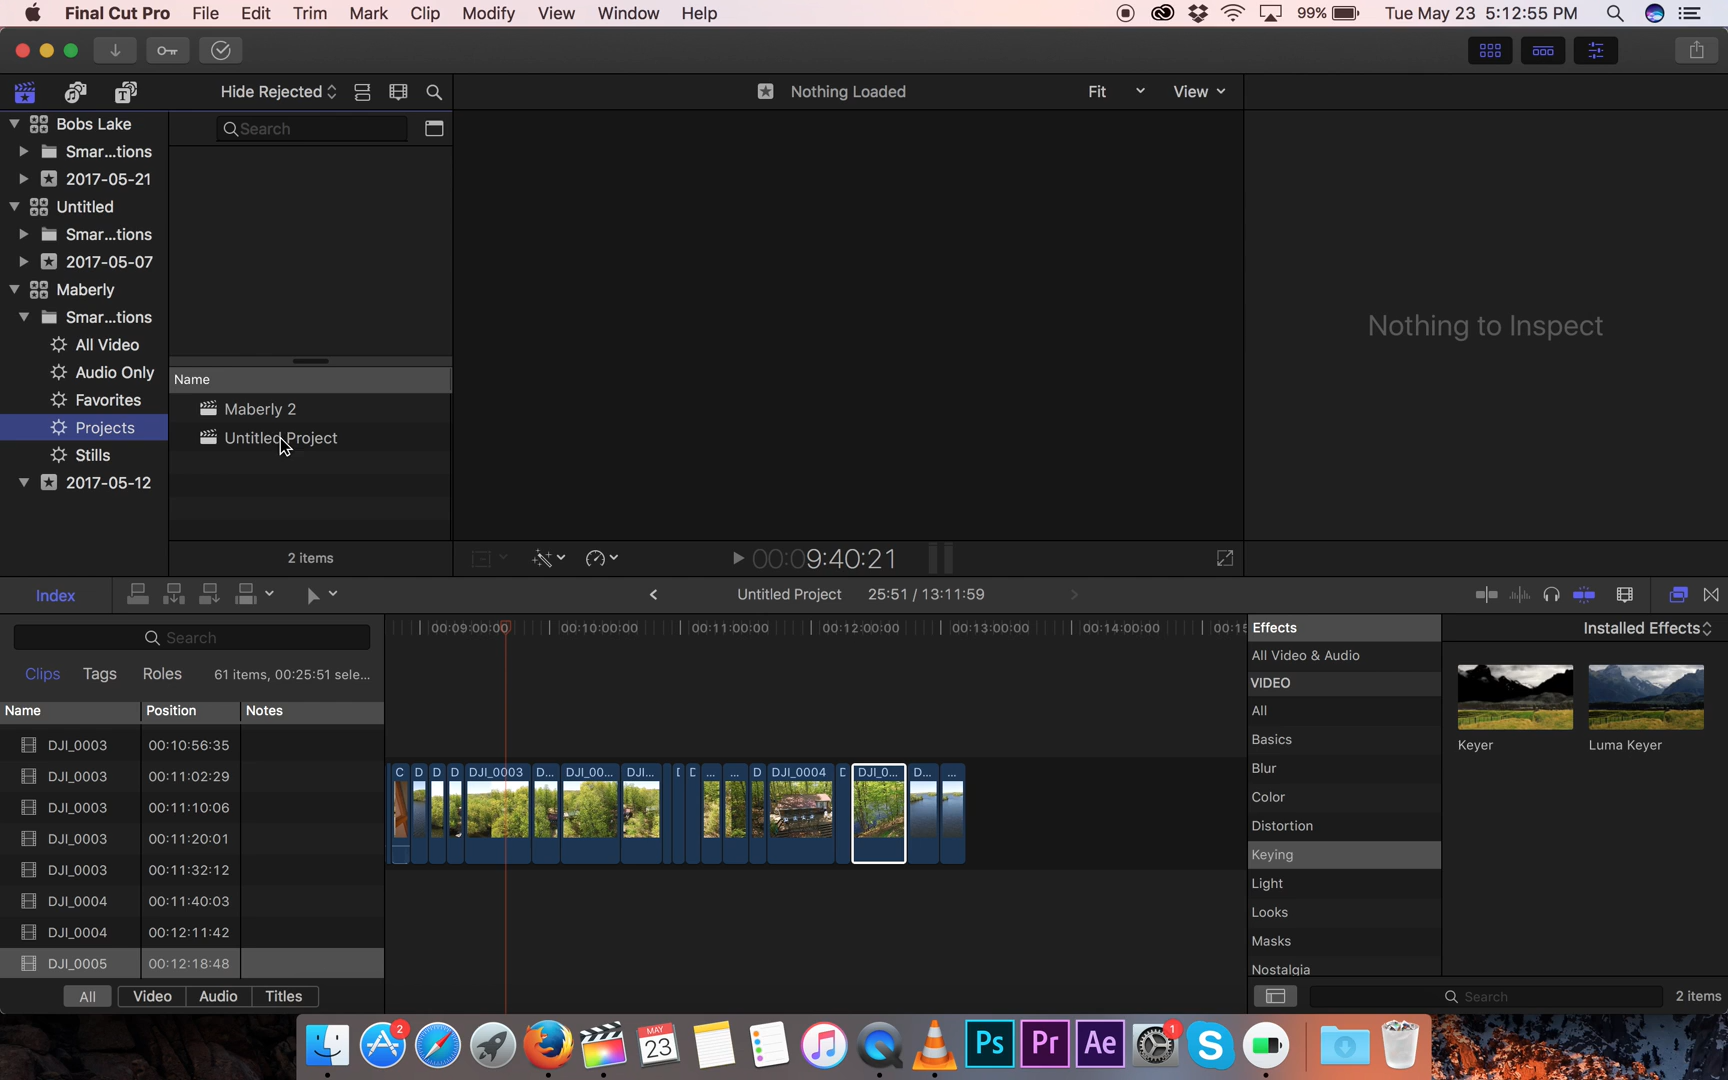 Final Cut Pro File Edit Trim Mark Clip Modify View Window Help 99% Tue May 23 5:12:55 PM
Hide Rejected Nothing Loaded Fit View
Bobs Lake
Smar...tions
2017-05-21
Untitled
Smar...tions
2017-05-07
Maberly
Smar...tions
All Video
Audio Only
Favorites
Projects
Stills
2017-05-12
Search
Name
Maberly 2
Untitled Project
2 items
00:09:40:21
Nothing to Inspect
Index Untitled Project 25:51 / 13:11:59
Search
Clips Tags Roles 61 items, 00:25:51 sele...
Name Position Notes
DJI_0003 00:10:56:35
DJI_0003 00:11:02:29
DJI_0003 00:11:10:06
DJI_0003 00:11:20:01
DJI_0003 00:11:32:12
DJI_0004 00:11:40:03
DJI_0004 00:12:11:42
DJI_0005 00:12:18:48
All Video Audio Titles
00:09:00:00 00:10:00:00 00:11:00:00 00:12:00:00 00:13:00:00 00:14:00:00 00:15
C D D D DJI_0003 D... DJI_00... DJI... D ... ... D DJI_0004 DJI_0... D... ...
Effects
All Video & Audio
VIDEO
All
Basics
Blur
Color
Distortion
Keying
Light
Looks
Masks
Nostalgia
Installed Effects
Keyer Luma Keyer
Search 2 items
2 MAY 23 Ps Pr Ae 1